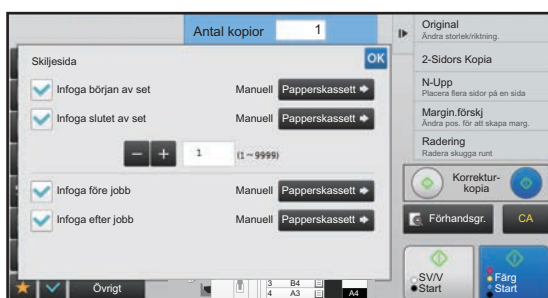 Antal kopior 1
Skiljesida
OK
Infoga början av set Manuell Papperskassett
Infoga slutet av set Manuell Papperskassett
1 (1~9999)
Infoga före jobb Manuell Papperskassett
Infoga efter jobb Manuell Papperskassett
Övrigt
3 B4
4 A3
A4
Original
Ändra storlek/riktning.
2-Sidors Kopia
N-Upp
Placera flera sidor på en sida
Margin.förskj
Ändra pos. för att skapa marg.
Radering
Radera skugga runt
Korrektur-
kopia
Förhandsgr. CA
SV/V
Start
Färg
Start